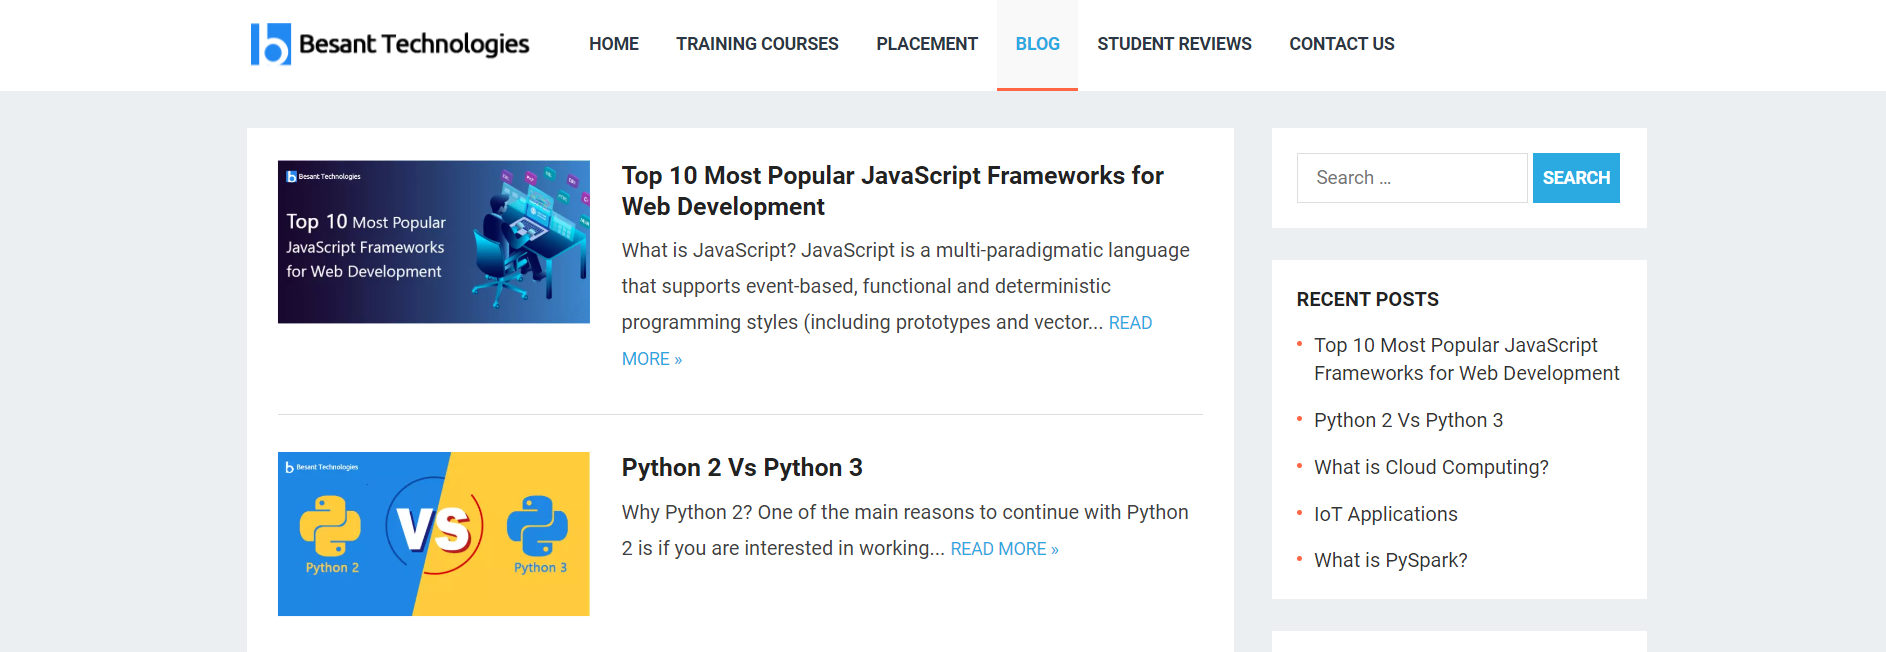 Besant Technologies
HOME
TRAINING COURSES
PLACEMENT
BLOG
STUDENT REVIEWS
CONTACT US
Besant Technologies
Top 10 Most Popular
JavaScript Frameworks
for Web Development
Top 10 Most Popular JavaScript Frameworks for
Web Development
What is JavaScript? JavaScript is a multi-paradigmatic language
that supports event-based, functional and deterministic
programming styles (including prototypes and vector... READ
MORE »
Besant Technologies
VS
Python 2
Python 3
Python 2 Vs Python 3
Why Python 2? One of the main reasons to continue with Python
2 is if you are interested in working... READ MORE »
Search …
SEARCH
RECENT POSTS
Top 10 Most Popular JavaScript
Frameworks for Web Development
Python 2 Vs Python 3
What is Cloud Computing?
IoT Applications
What is PySpark?